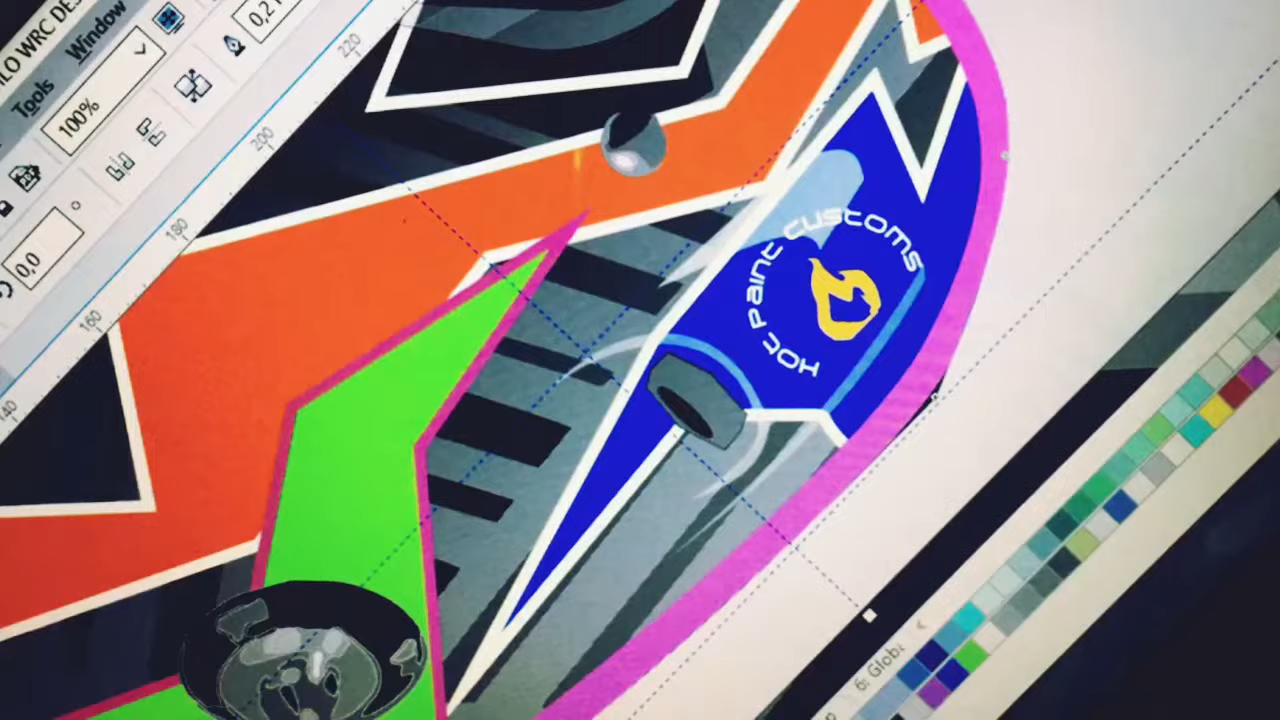 LO WRC DES
Window
Tools
100%
0,2
0,0
220
200
180
160
140
HOT PAINT CUSTOMS
6: Glob